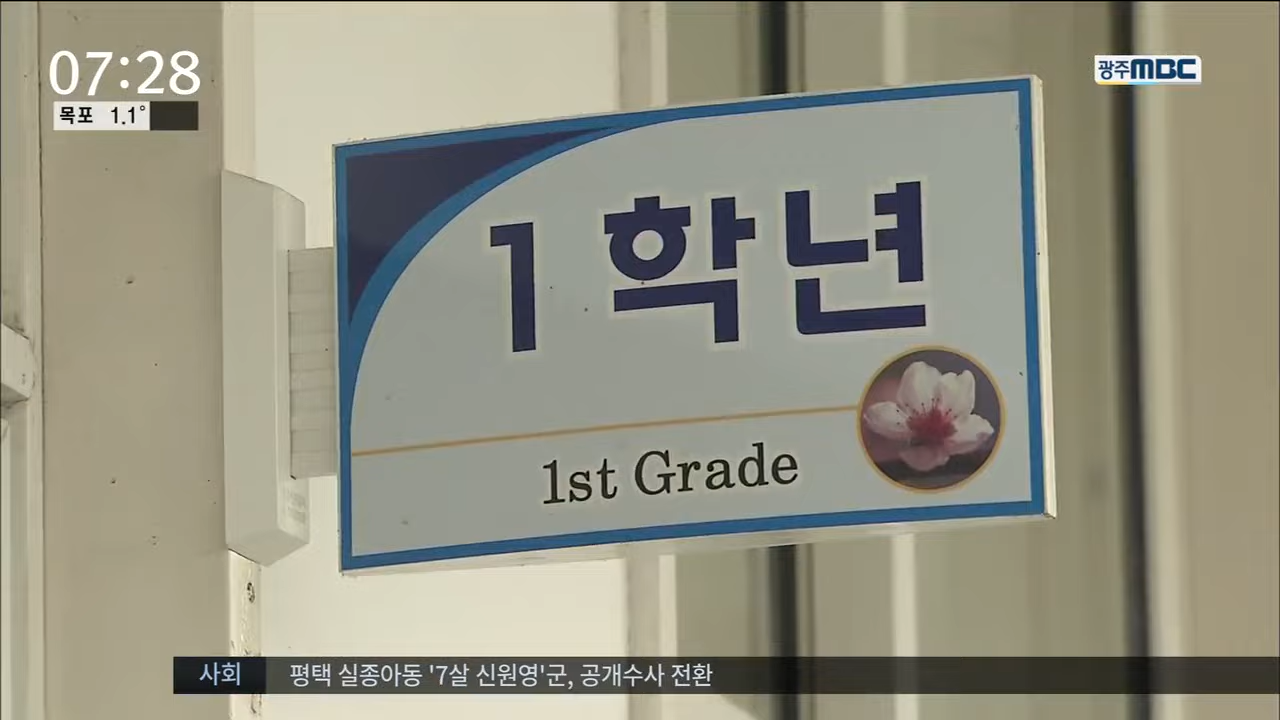 07:28
목포 1.1°
광주MBC
1학년
1st Grade
사회 평택 실종아동 '7살 신원영'군, 공개수사 전환